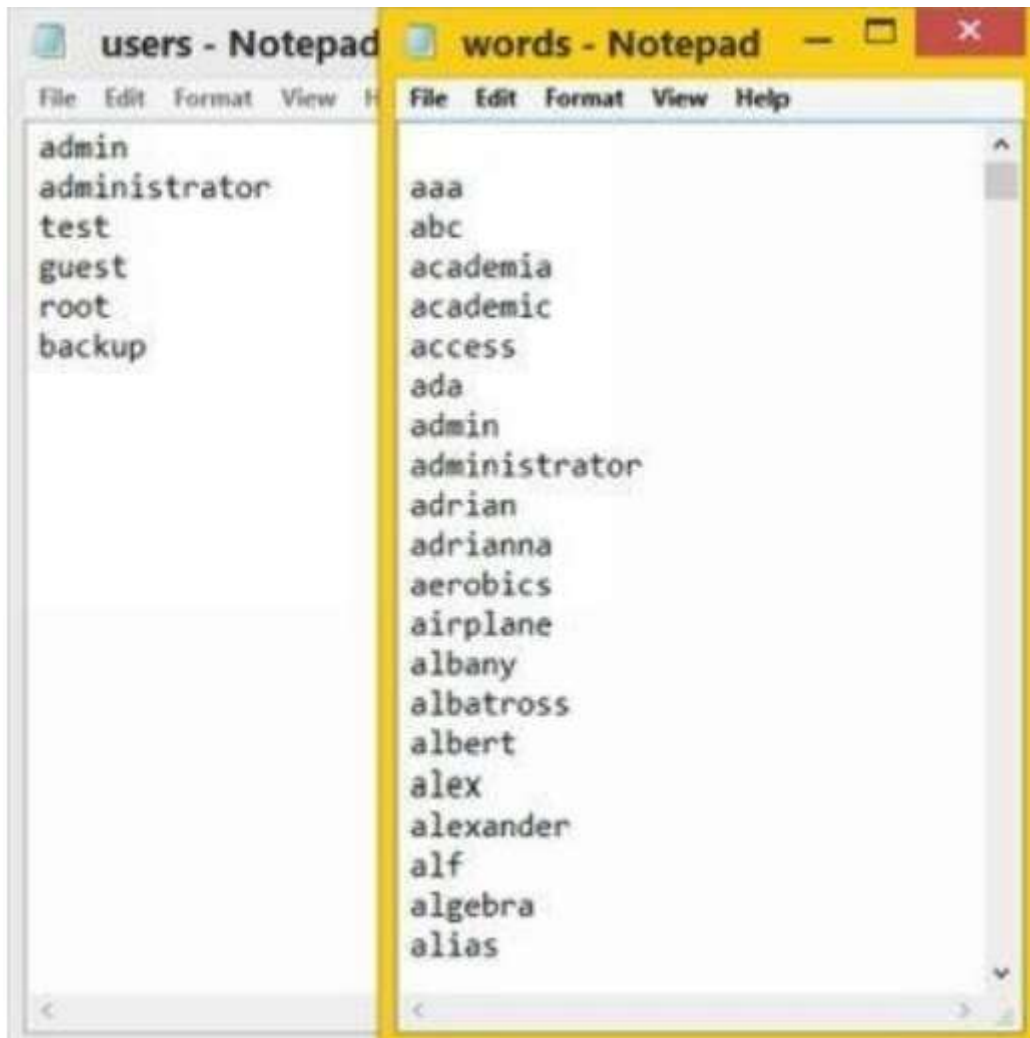 users - Notepad
File Edit Format View H
admin
administrator
test
guest
root
backup
words - Notepad
File Edit Format View Help
aaa
abc
academia
academic
access
ada
admin
administrator
adrian
adrianna
aerobics
airplane
albany
albatross
albert
alex
alexander
alf
algebra
alias